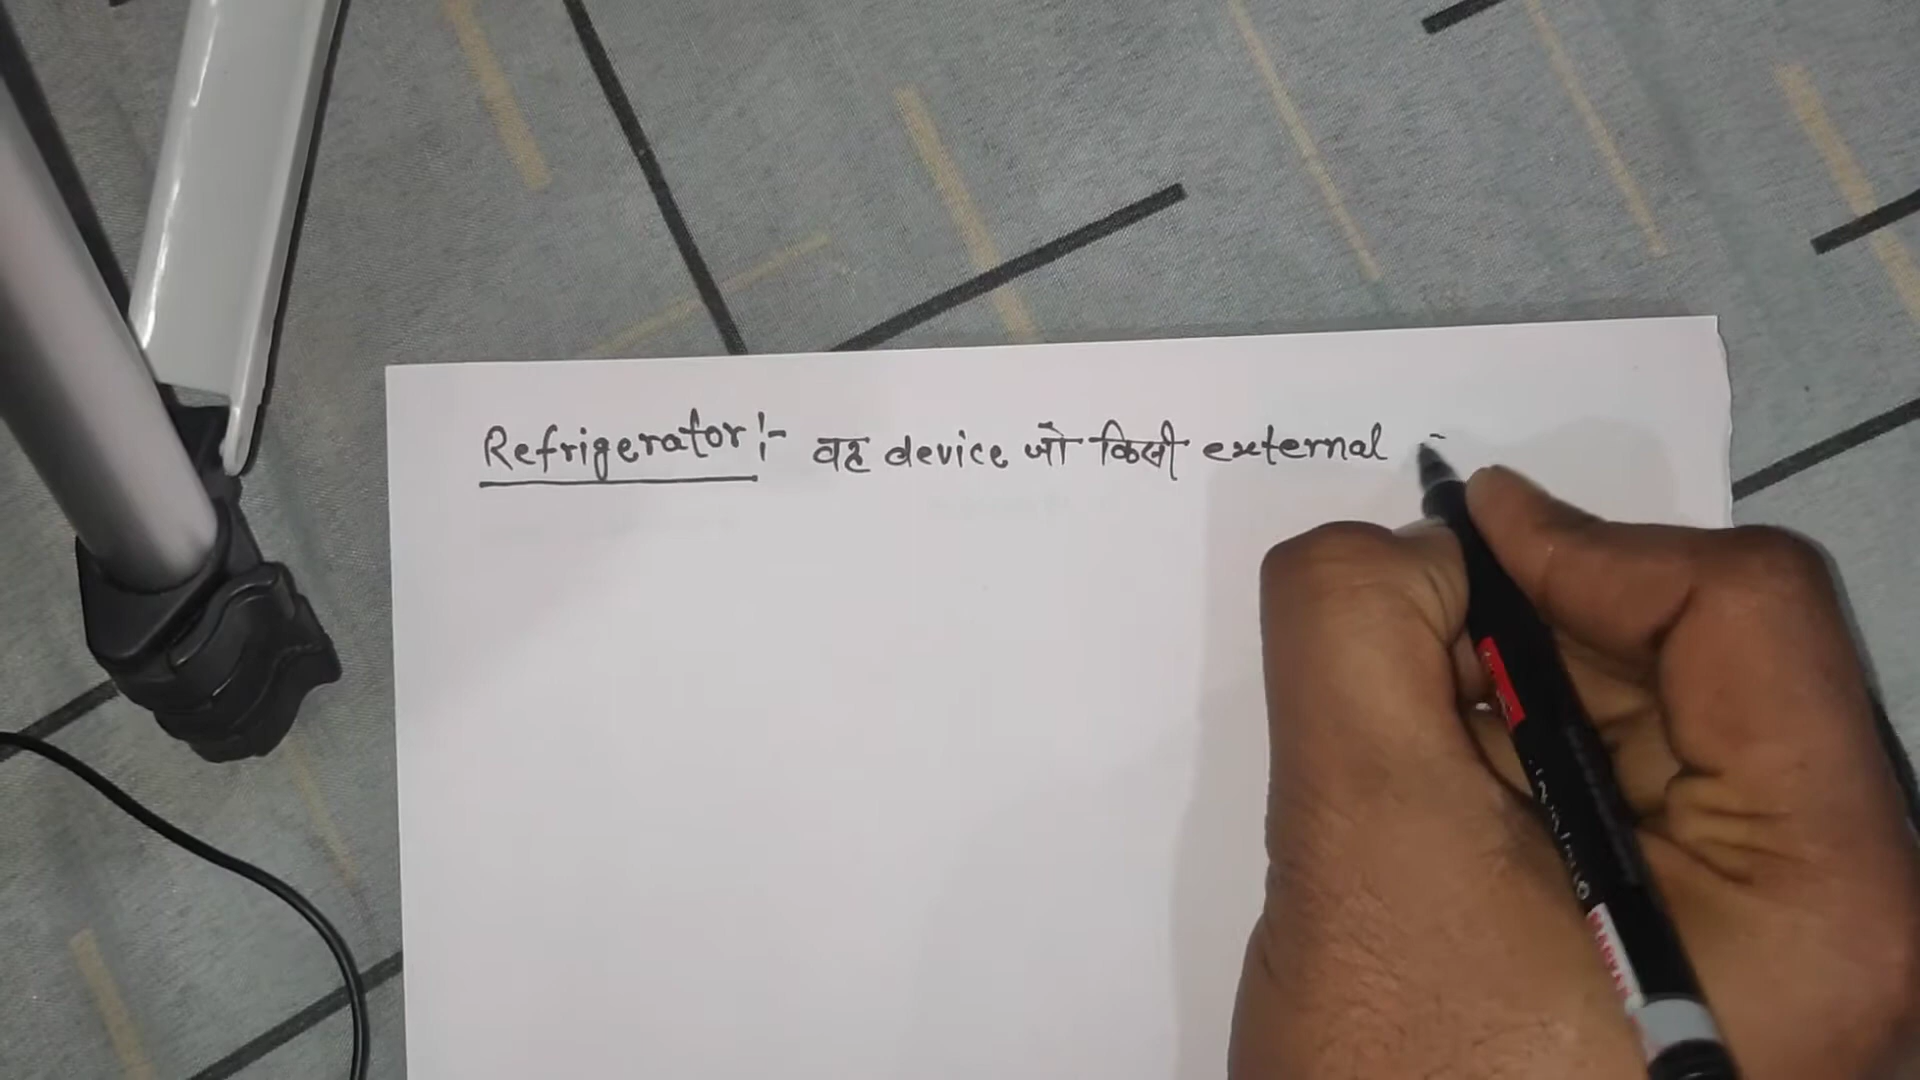 Refrigerator:- वह device जो किसी external